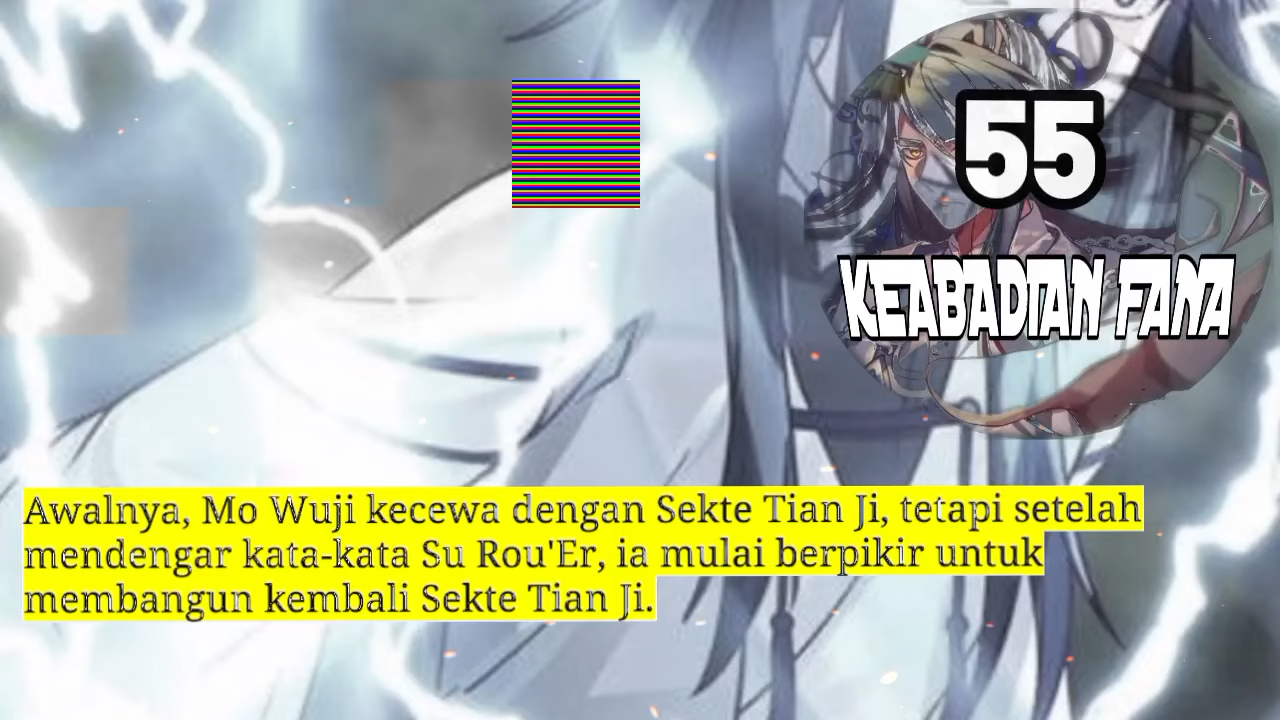 55
KEABADIAN FANA
Awalnya, Mo Wuji kecewa dengan Sekte Tian Ji, tetapi setelah
mendengar kata-kata Su Rou'Er, ia mulai berpikir untuk
membangun kembali Sekte Tian Ji.